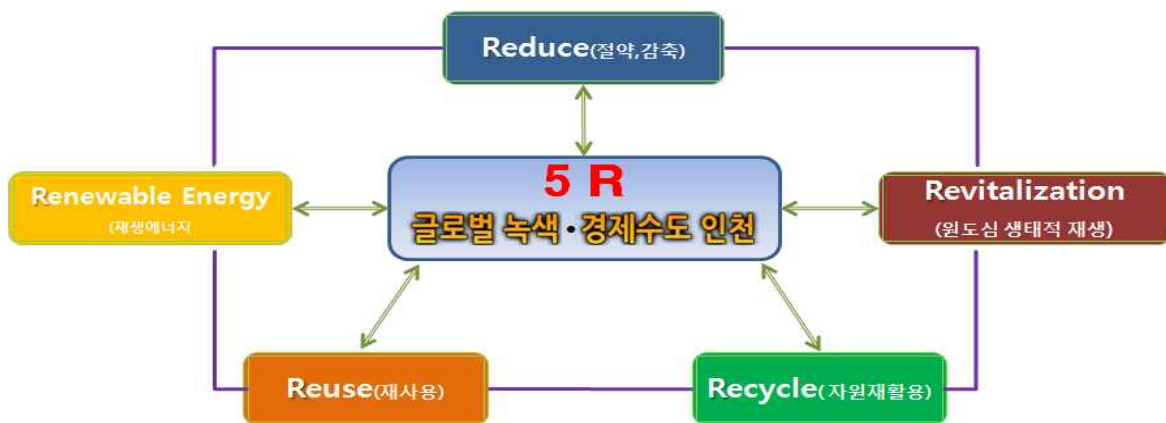 Reduce(절약,감축)
5 R
글로벌 녹색·경제수도 인천
Renewable Energy
(재생에너지
Revitalization
(원도심 생태적 재생)
Reuse(재사용)
Recycle(자원재활용)